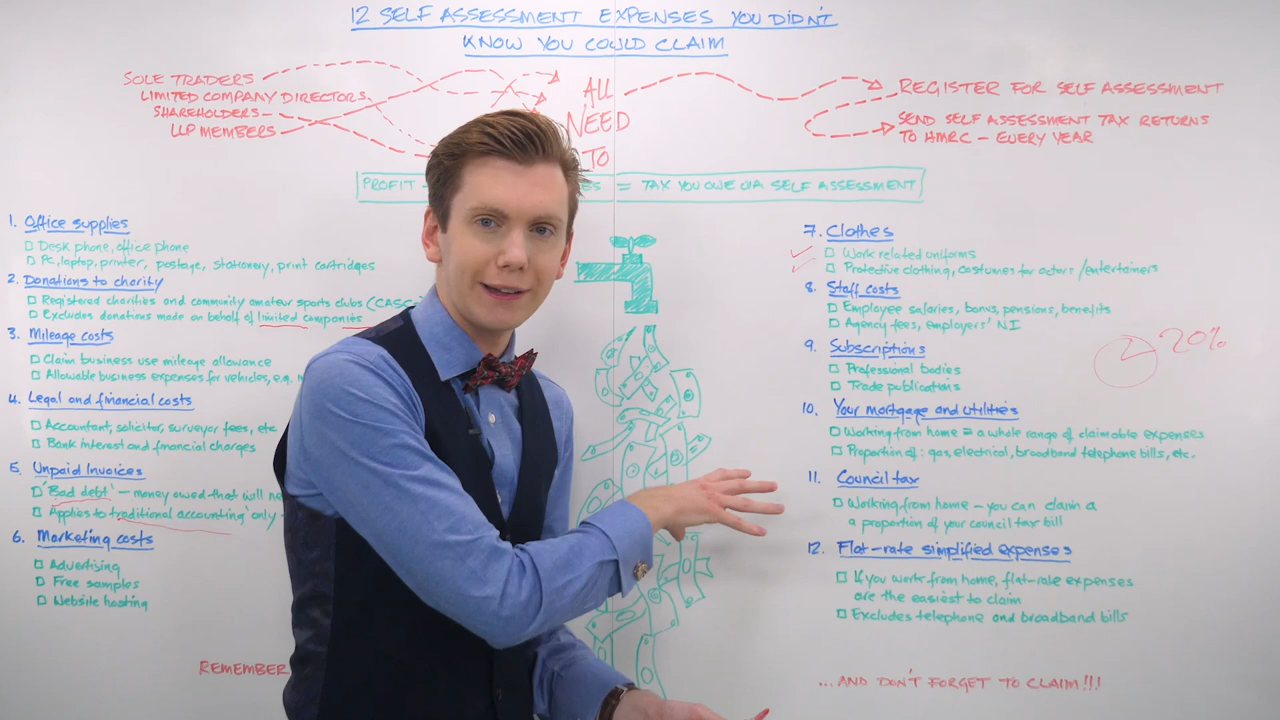 12 SELF ASSESSMENT EXPENSES YOU DIDN'T
KNOW YOU COULD CLAIM
SOLE TRADERS
LIMITED COMPANY DIRECTORS
SHAREHOLDERS
LLP MEMBERS
ALL
NEED
TO
REGISTER FOR SELF ASSESSMENT
SEND SELF ASSESSMENT TAX RETURNS
TO HMRC - EVERY YEAR
PROFIT = TAX YOU OWE VIA SELF ASSESSMENT
1. Office supplies
Desk phone, office phone
Pc, laptop, printer, postage, stationery, print cartridges
2. Donations to charity
Registered charities and community amateur sports clubs (CASC
Excludes donations made on behalf of limited companies
3. Mileage costs
Claim business use mileage allowance
Allowable business expenses for vehicles, e.g.
4. Legal and financial costs
Accountant, solicitor, surveyor fees, etc
Bank interest and financial charges
5. Unpaid Invoices
'Bad debt' - money owed that will
Applies to 'traditional accounting' only
6. Marketing costs
Advertising
Free samples
Website hosting
REMEMBER
7. Clothes
Work related uniforms
Protective clothing, costumes for actors/entertainers
8. Staff costs
Employee salaries, bonus, pensions, benefits
Agency fees, employers' NI
9. Subscriptions
Professional bodies
Trade publications
20%
10. Your mortgage and utilities
Working from home = a whole range of claimable expenses
Proportion of: gas, electrical, broadband telephone bills, etc.
11. Council tax
Working from home - you can claim a
a proportion of your council tax bill
12. Flat-rate simplified expenses
If you work from home, flat-rate expenses
are the easiest to claim
Excludes telephone and broadband bills
...AND DON'T FORGET TO CLAIM!!!